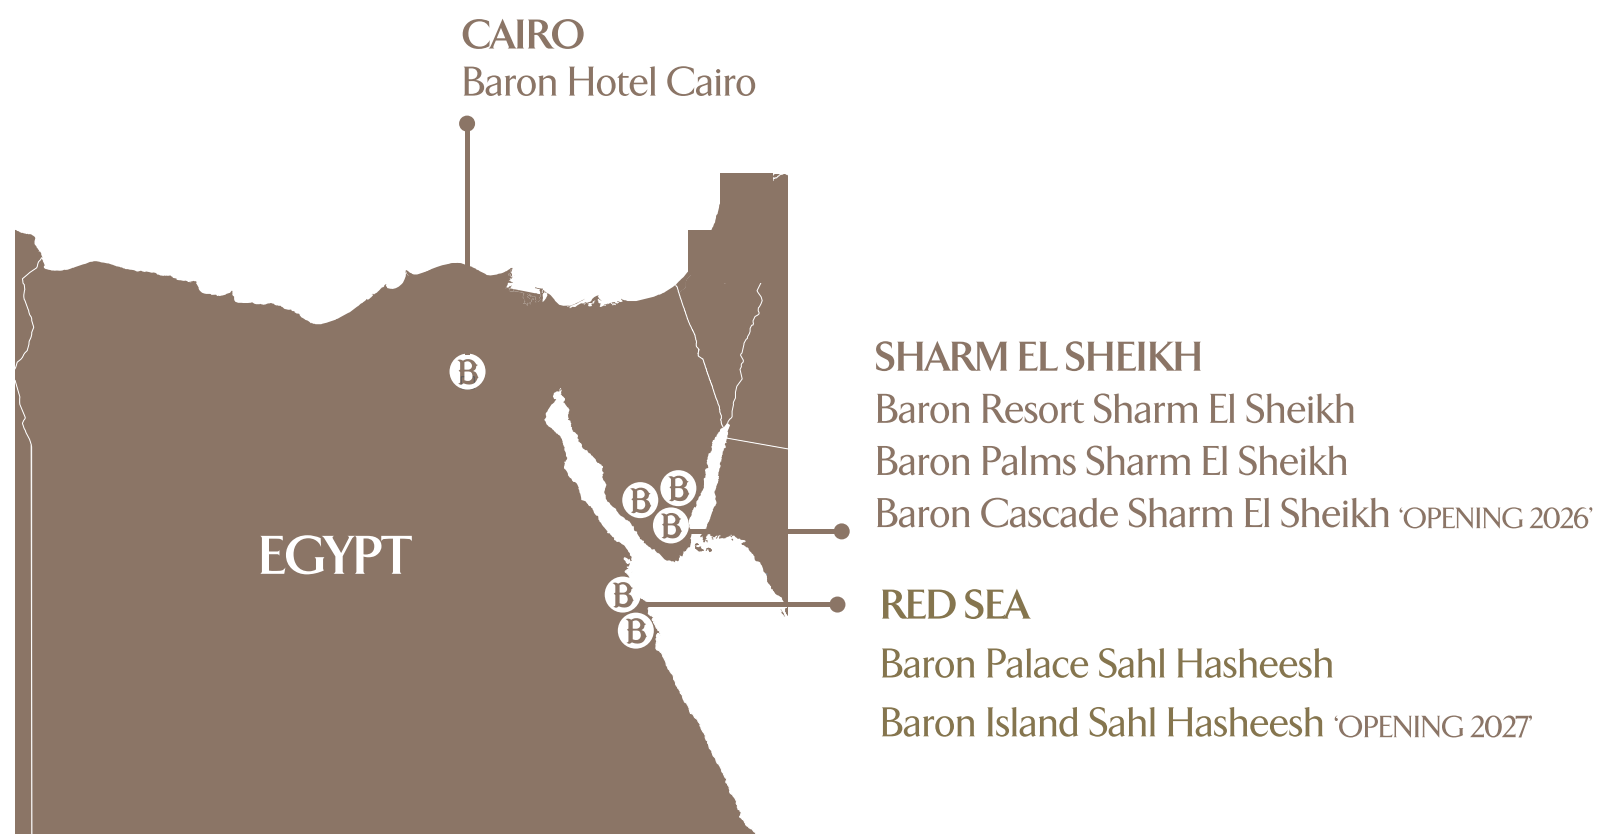 CAIRO
Baron Hotel Cairo
B
SHARM EL SHEIKH
Baron Resort Sharm El Sheikh
Baron Palms Sharm El Sheikh
B
B
Baron Cascade Sharm El Sheikh ‘OPENING 2026’
B
EGYPT
B
RED SEA
B
Baron Palace Sahl Hasheesh
Baron Island Sahl Hasheesh ‘OPENING 2027’